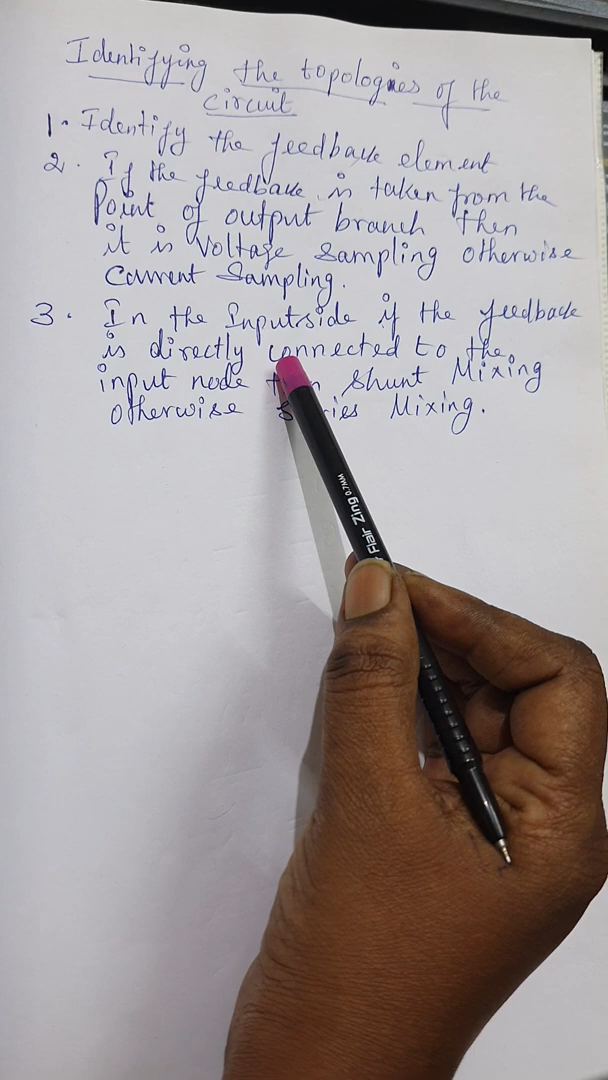 Identifying the topologies of the
circuit
1. Identify the feedback element
2. If the feedback is taken from the
Point of output branch then
it is Voltage Sampling otherwise
Current Sampling.
3. In the Inputside if the feedback
is directly connected to the
input node Shunt Mixing
otherwise Mixing.
Flair Zing 0.7MM